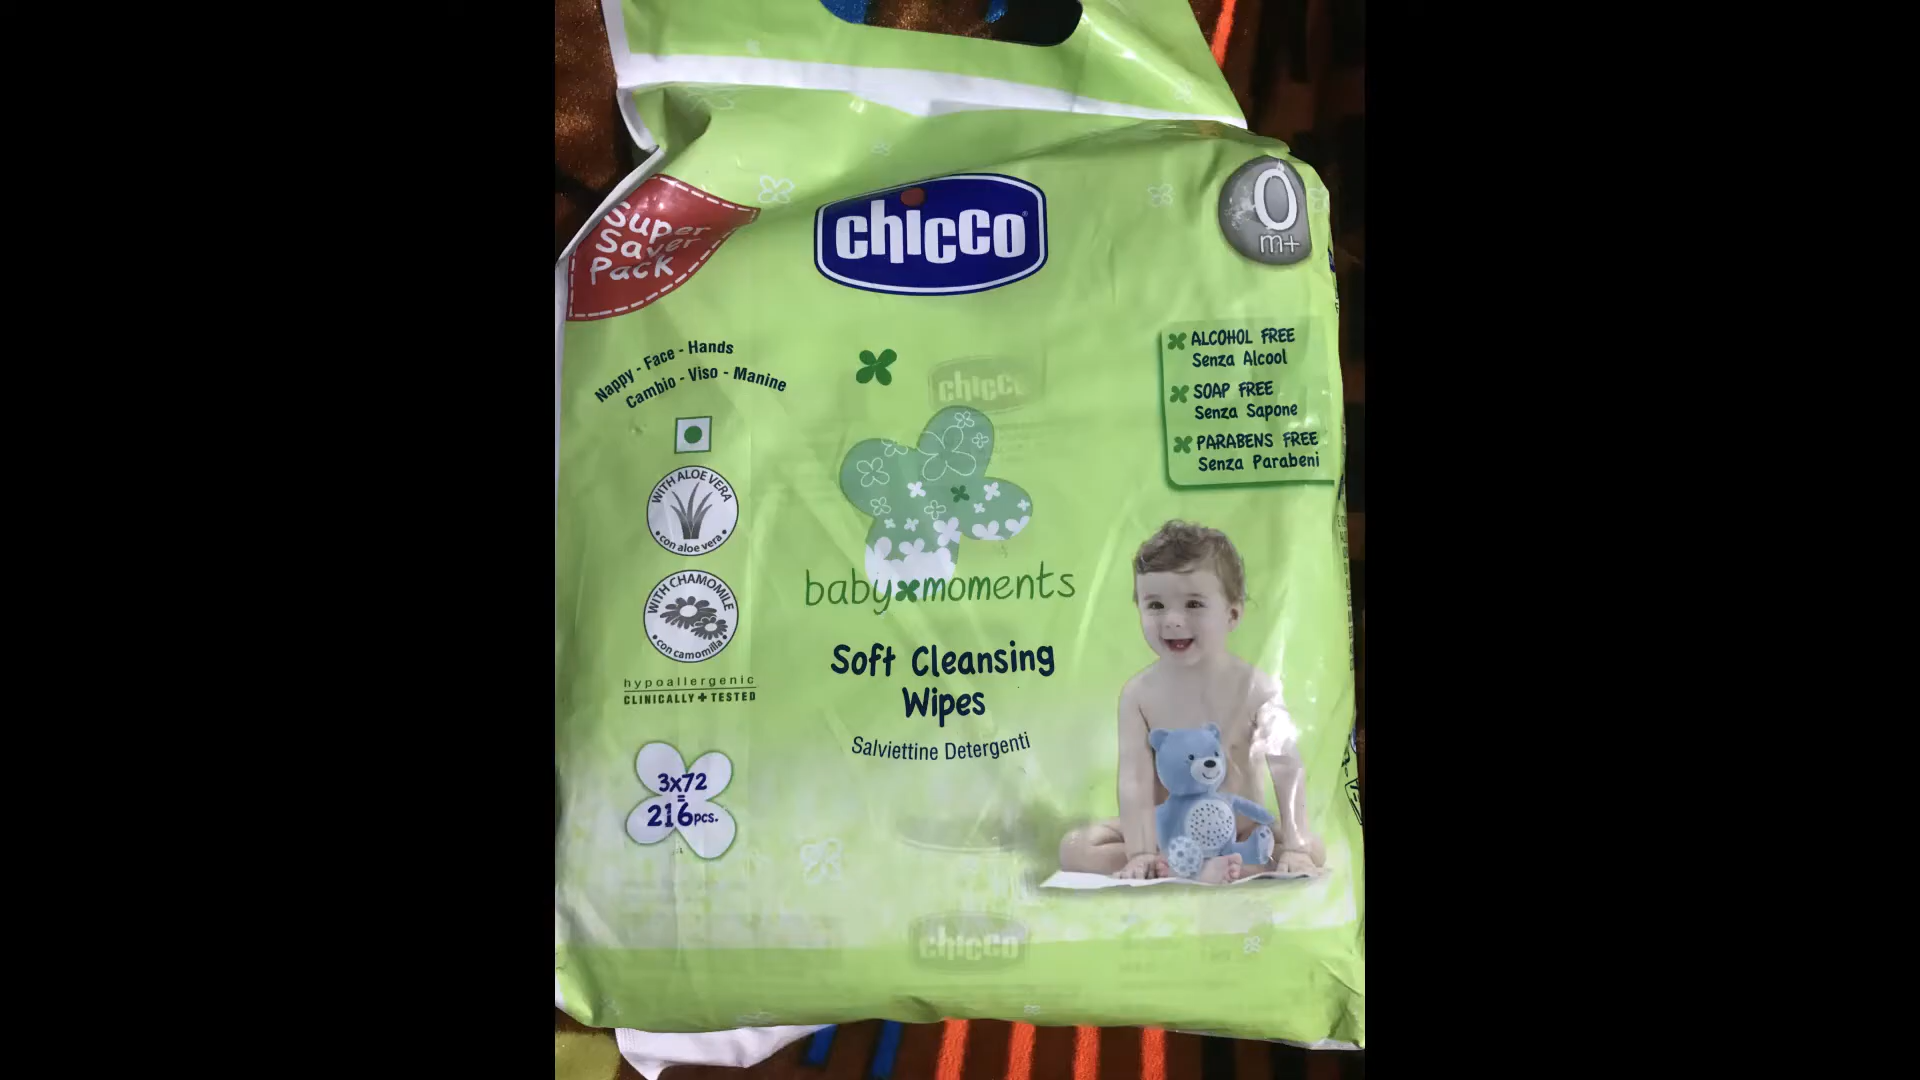 Super
Saver
Pack
chicco
0
m+
Nappy - Face - Hands
Cambio - Viso - Manine
ALCOHOL FREE
Senza Alcool
SOAP FREE
Senza Sapone
PARABENS FREE
Senza Parabeni
chicco
WITH ALOE VERA
• con aloe vera •
WITH CHAMOMILE
• con camomilla •
hypoallergenic
CLINICALLY + TESTED
baby moments
Soft Cleansing
Wipes
Salviettine Detergenti
3x72
=
216pcs.
chicco